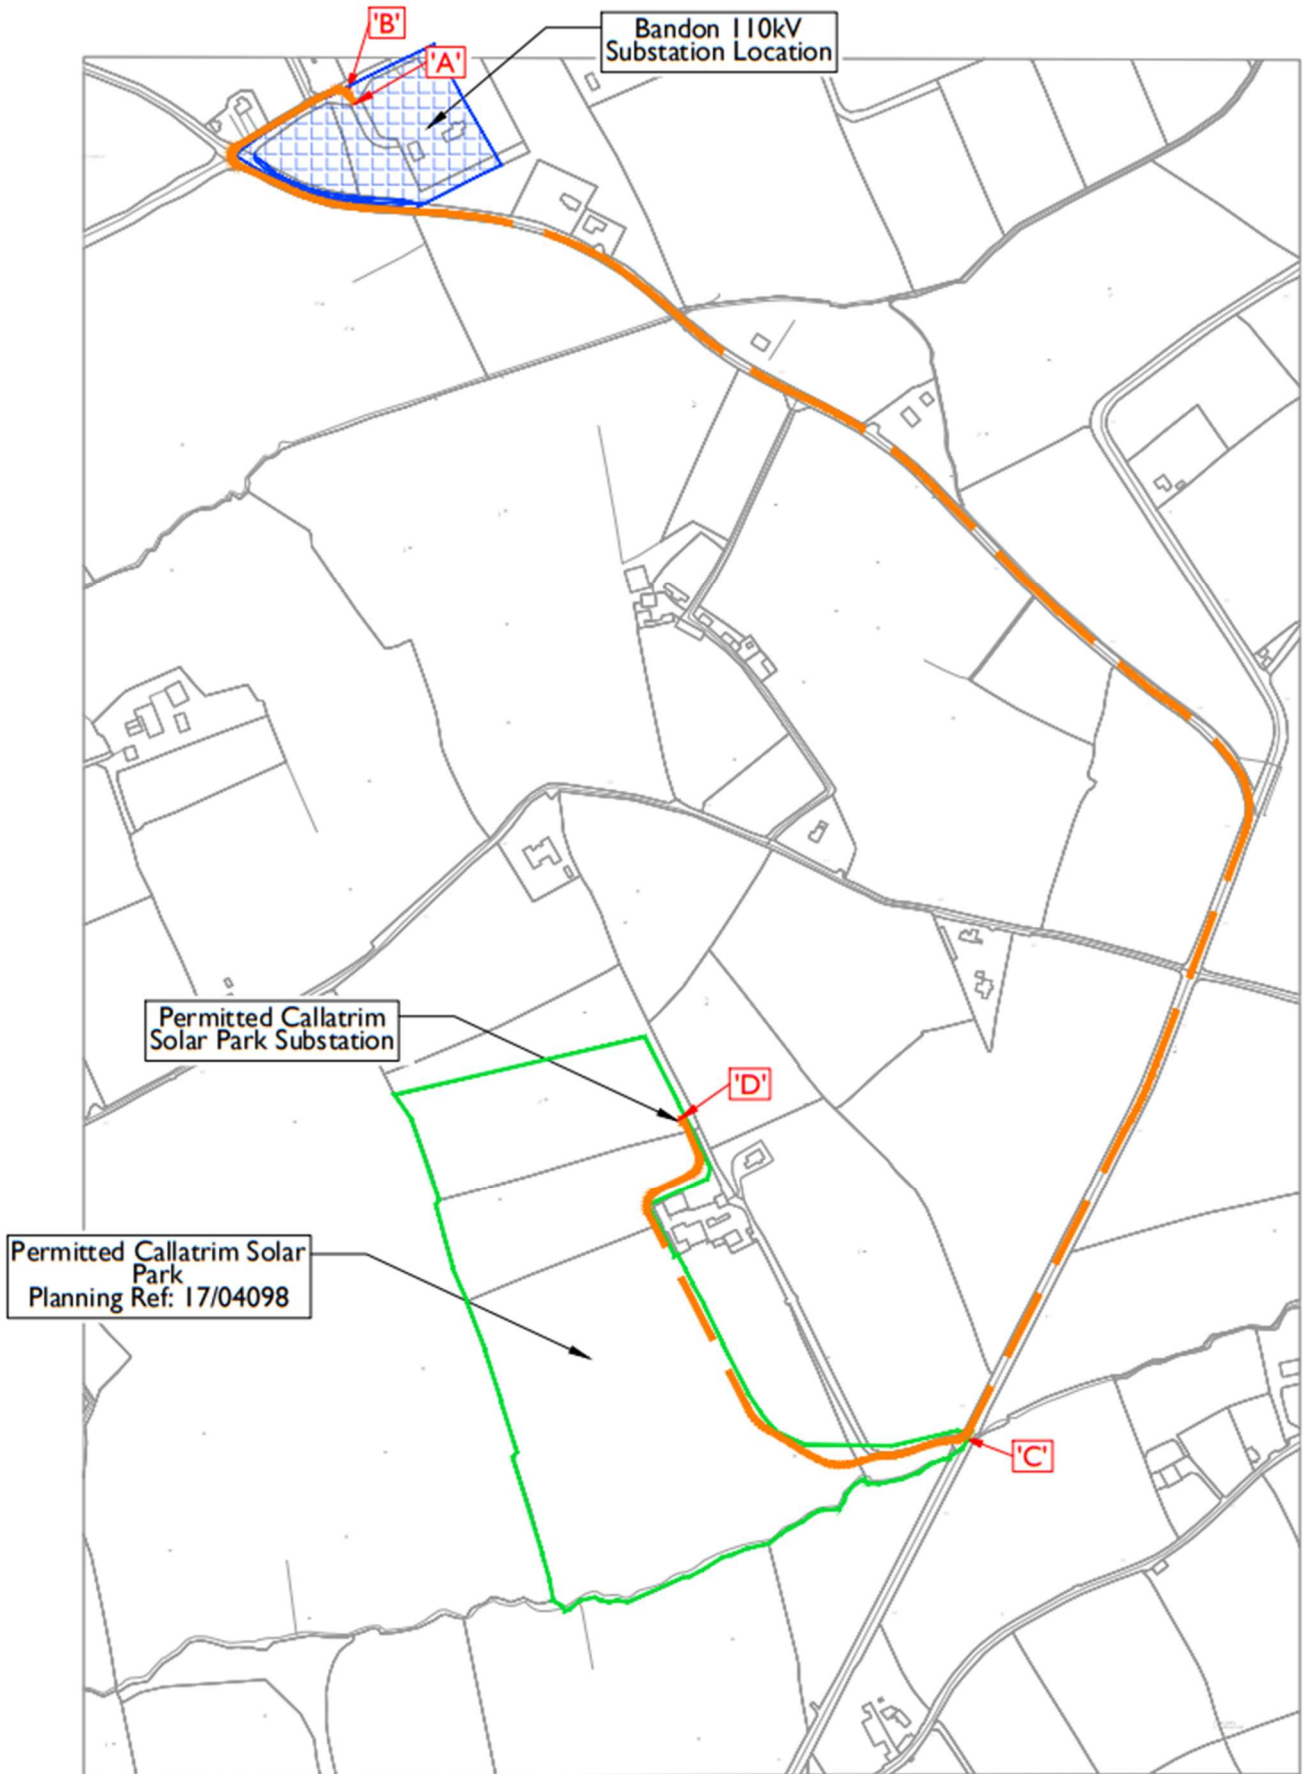 'B'
Bandon 110kV
Substation Location
'A'
Permitted Callatrim
Solar Park Substation
'D'
Permitted Callatrim Solar
Park
Planning Ref: 17/04098
'C'